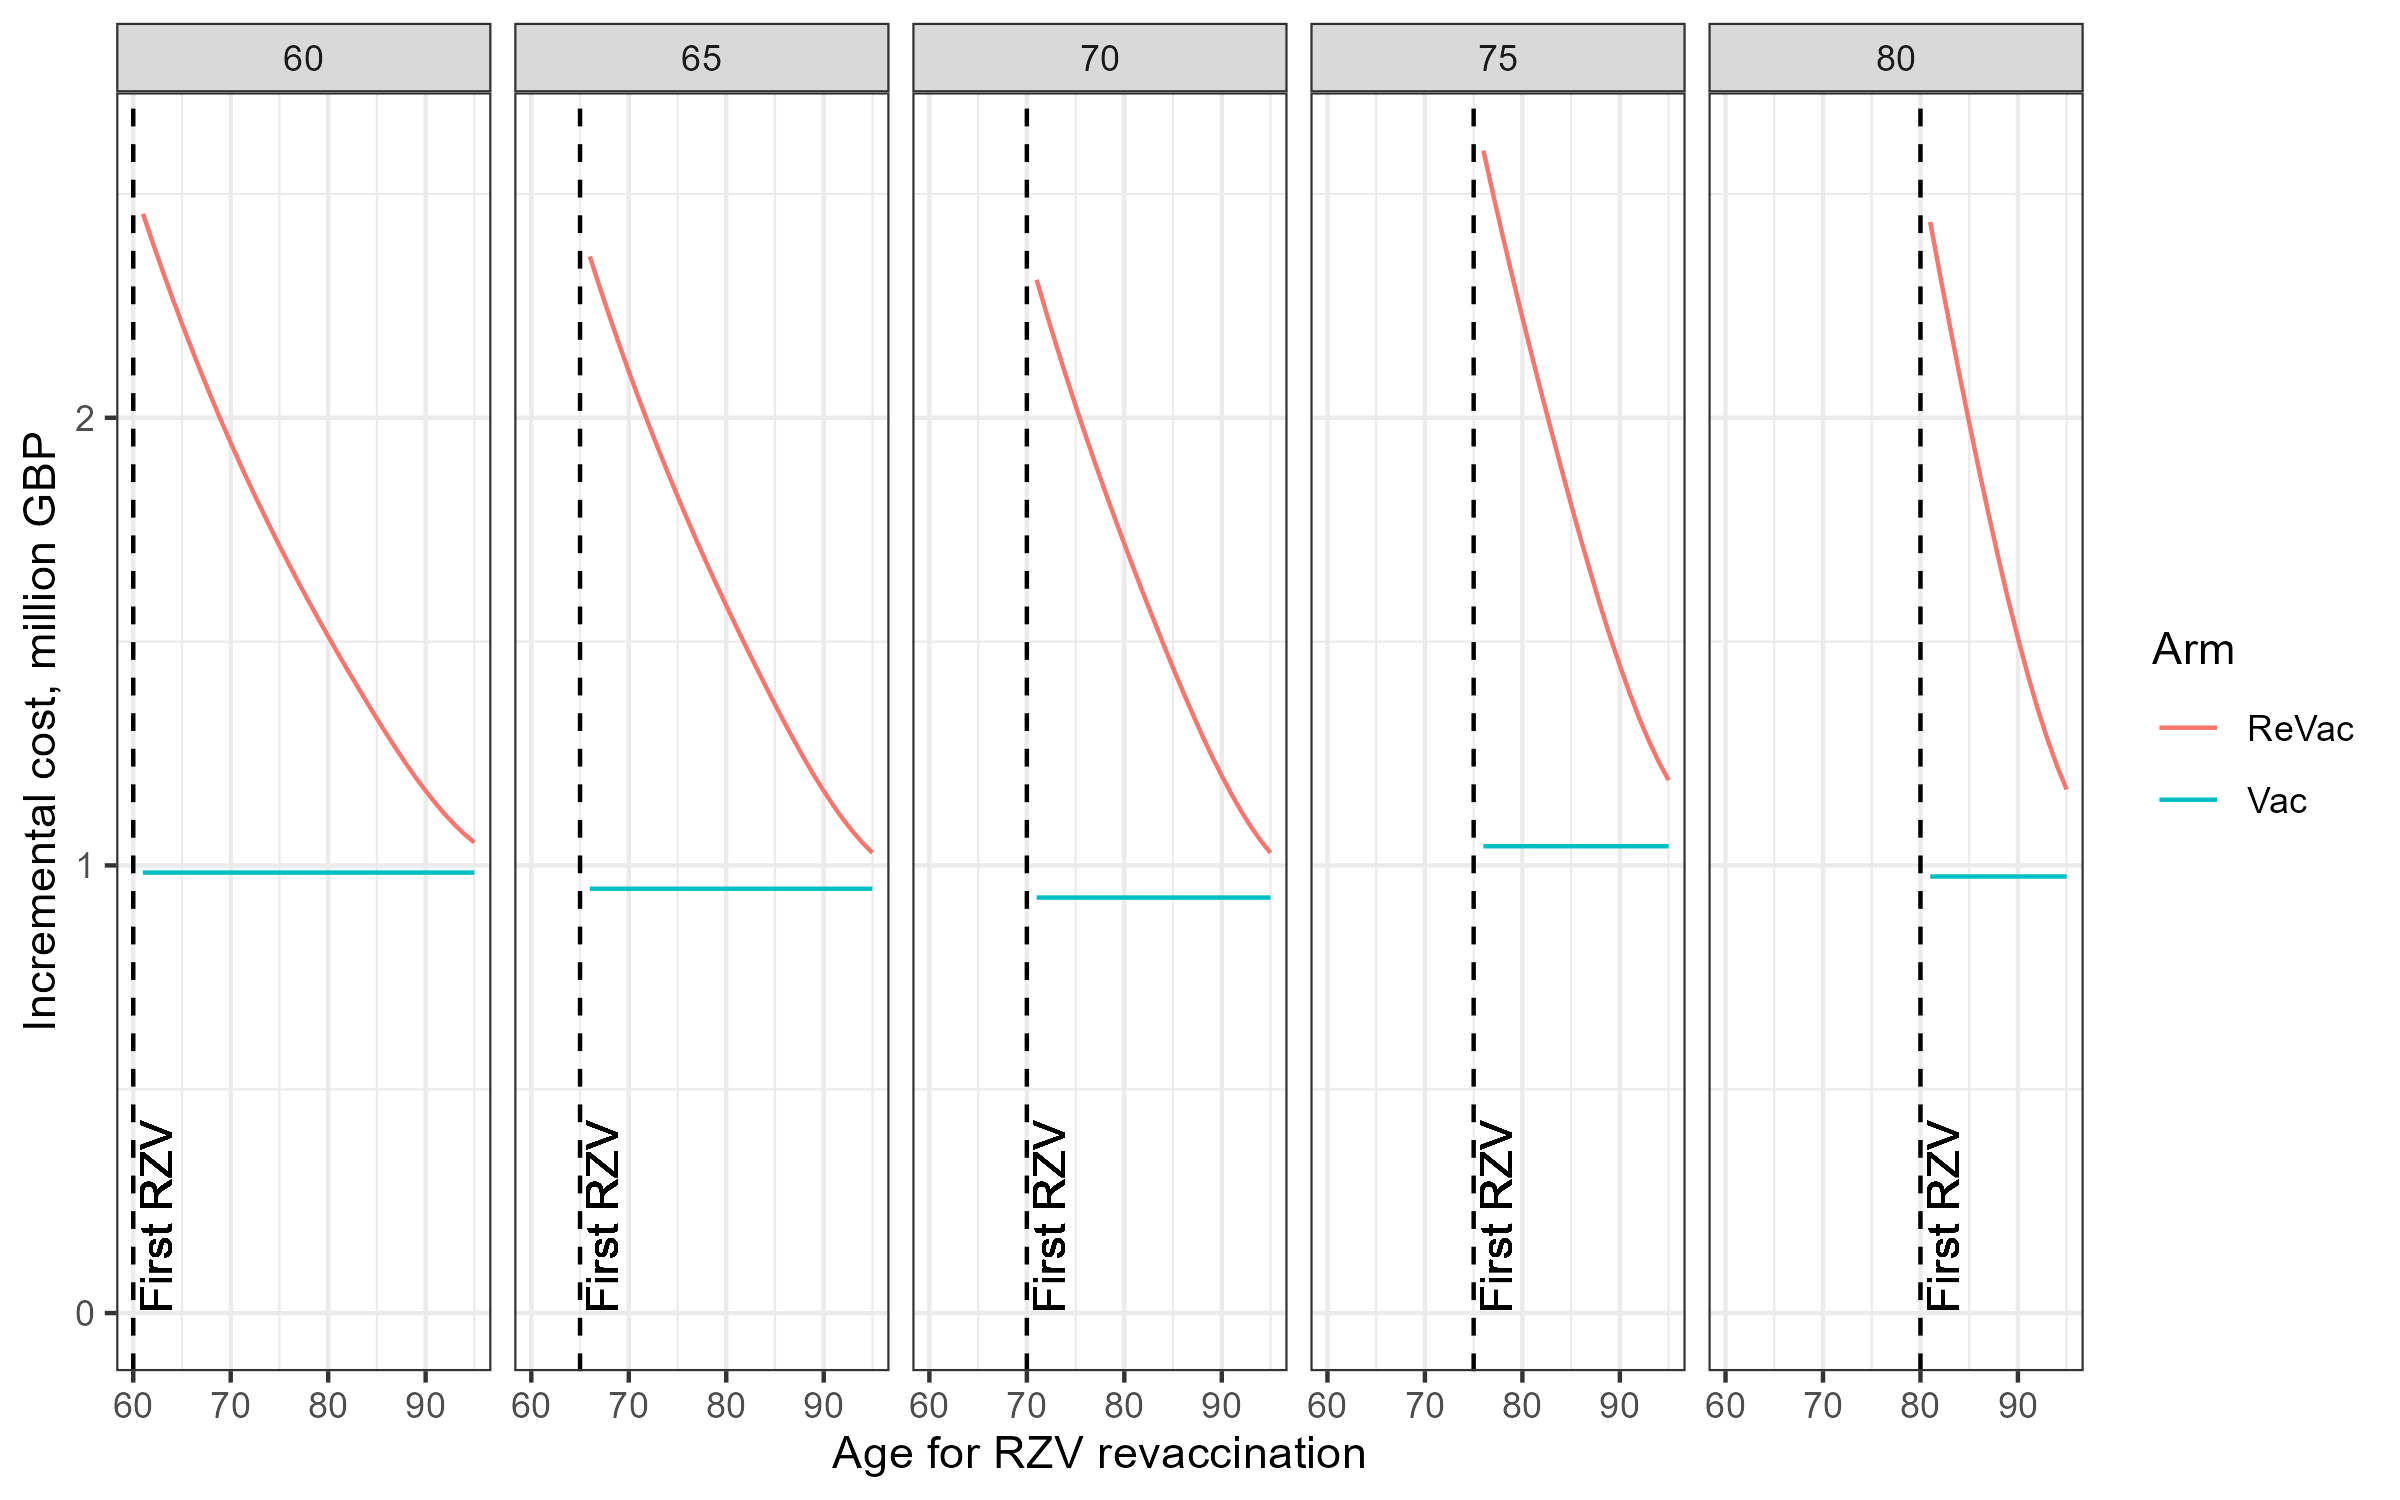 60 65 70 75 80
Incremental cost, million GBP
2
1
0
First RZV
First RZV
First RZV
First RZV
First RZV
60 70 80 90 60 70 80 90 60 70 80 90 60 70 80 90 60 70 80 90
Age for RZV revaccination
Arm
ReVac
Vac